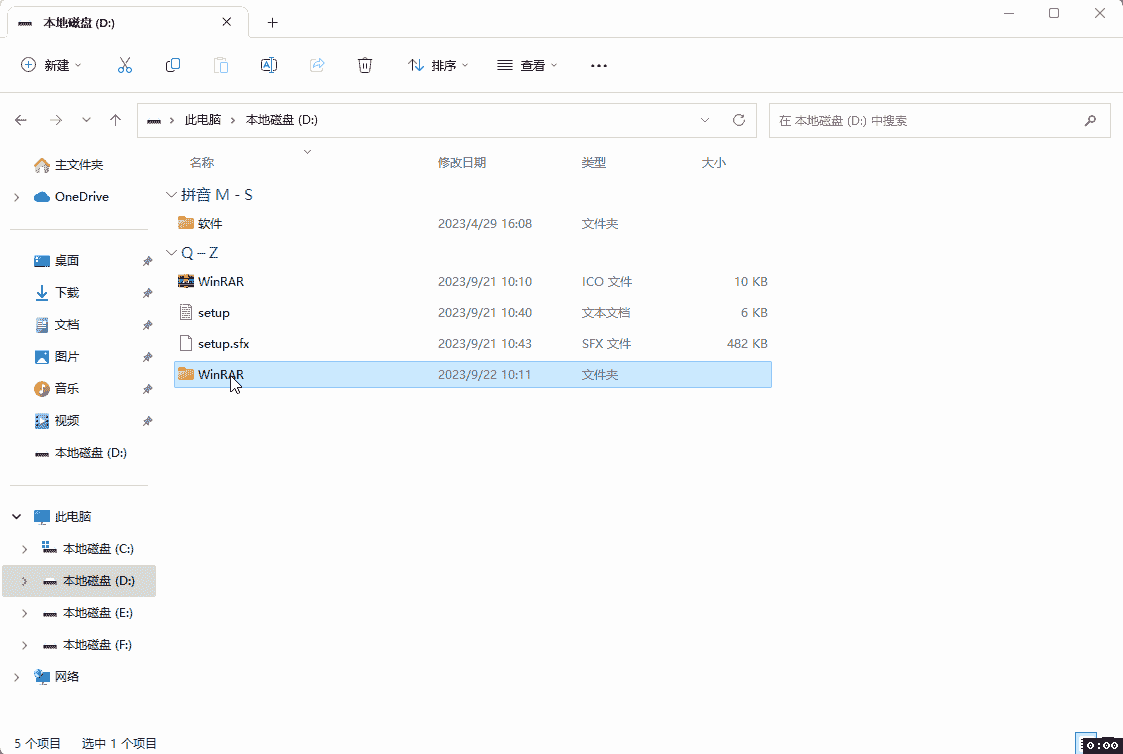 本地磁盘 (D:)
新建 排序 查看
此电脑 本地磁盘 (D:) 在 本地磁盘 (D:) 中搜索
名称 修改日期 类型 大小
主文件夹
OneDrive
桌面
下载
文档
图片
音乐
视频
本地磁盘 (D:)
此电脑
本地磁盘 (C:)
本地磁盘 (D:)
本地磁盘 (E:)
本地磁盘 (F:)
网络
拼音 M - S
软件 2023/4/29 16:08 文件夹
Q – Z
WinRAR 2023/9/21 10:10 ICO 文件 10 KB
setup 2023/9/21 10:40 文本文档 6 KB
setup.sfx 2023/9/21 10:43 SFX 文件 482 KB
WinRAR 2023/9/22 10:11 文件夹
5 个项目 选中 1 个项目
0:00